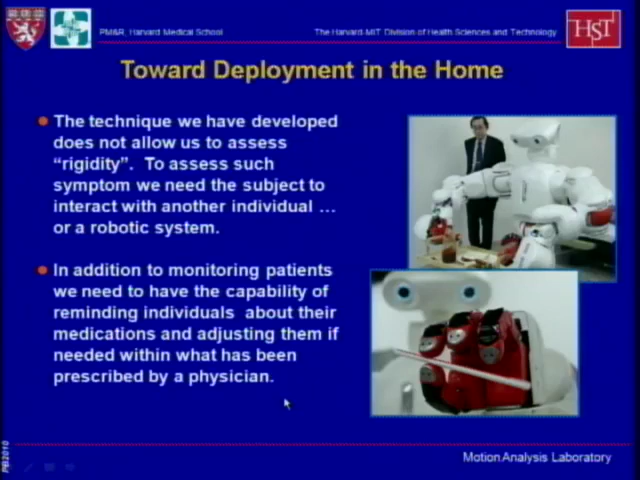 PM&R, Harvard Medical School
The Harvard-MIT Division of Health Sciences and Technology
HST
Toward Deployment in the Home
The technique we have developed
does not allow us to assess
“rigidity”. To assess such
symptom we need the subject to
interact with another individual …
or a robotic system.
In addition to monitoring patients
we need to have the capability of
reminding individuals about their
medications and adjusting them if
needed within what has been
prescribed by a physician.
PB2010
Motion Analysis Laboratory